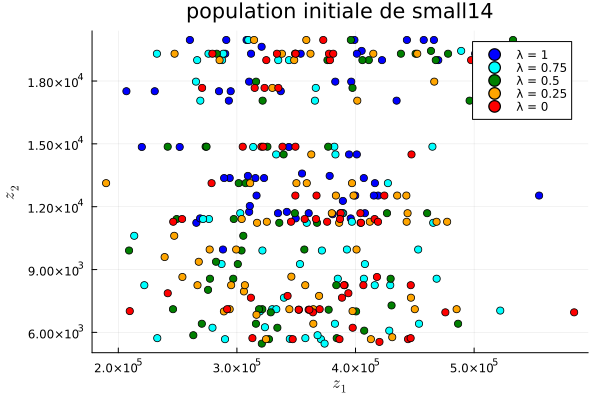 population initiale de small14
z₂
1.80×10⁴
1.50×10⁴
1.20×10⁴
9.00×10³
6.00×10³
λ = 1
λ = 0.75
λ = 0.5
λ = 0.25
λ = 0
2.0×10⁵ 3.0×10⁵ 4.0×10⁵ 5.0×10⁵
z₁